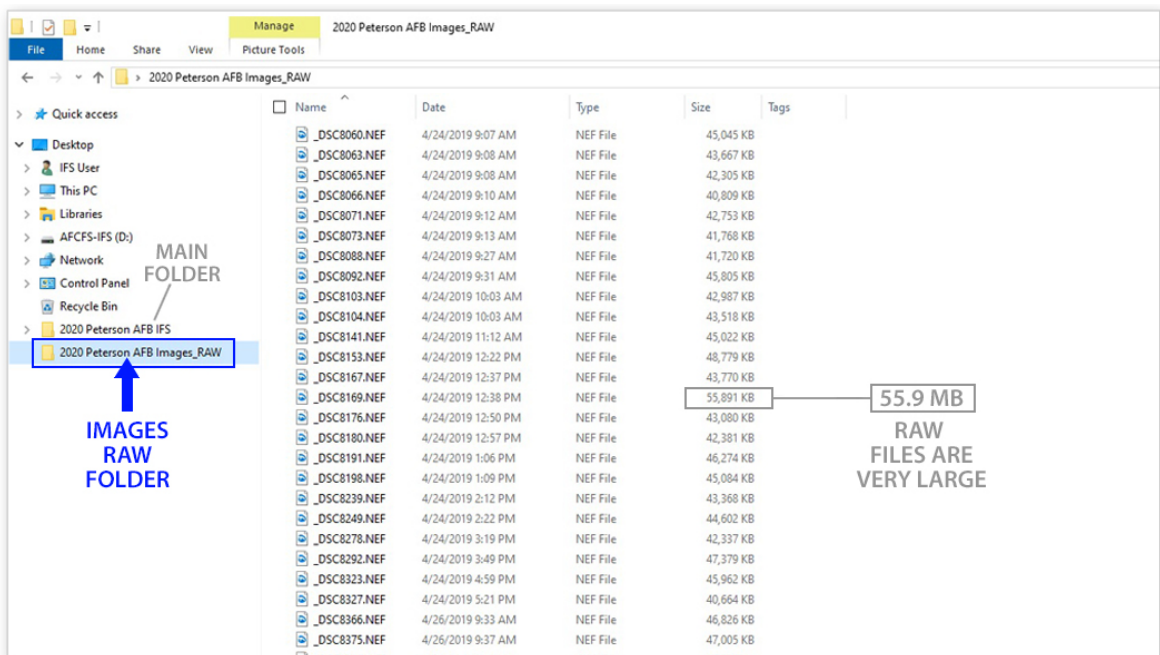 Manage
2020 Peterson AFB Images_RAW
File Home Share View Picture Tools
2020 Peterson AFB Images_RAW
Quick access
Desktop
IFS User
This PC
Libraries
AFCFS-IFS (D:)
Network
Control Panel
Recycle Bin
2020 Peterson AFB IFS
2020 Peterson AFB Images_RAW
MAIN
FOLDER
IMAGES
RAW
FOLDER
Name Date Type Size Tags
_DSC8060.NEF 4/24/2019 9:07 AM NEF File 45,045 KB
_DSC8063.NEF 4/24/2019 9:08 AM NEF File 43,667 KB
_DSC8065.NEF 4/24/2019 9:08 AM NEF File 42,305 KB
_DSC8066.NEF 4/24/2019 9:10 AM NEF File 40,809 KB
_DSC8071.NEF 4/24/2019 9:12 AM NEF File 42,753 KB
_DSC8073.NEF 4/24/2019 9:13 AM NEF File 41,768 KB
_DSC8088.NEF 4/24/2019 9:27 AM NEF File 41,720 KB
_DSC8092.NEF 4/24/2019 9:31 AM NEF File 45,805 KB
_DSC8103.NEF 4/24/2019 10:03 AM NEF File 42,987 KB
_DSC8104.NEF 4/24/2019 10:03 AM NEF File 43,518 KB
_DSC8141.NEF 4/24/2019 11:12 AM NEF File 45,022 KB
_DSC8153.NEF 4/24/2019 12:22 PM NEF File 48,779 KB
_DSC8167.NEF 4/24/2019 12:37 PM NEF File 43,770 KB
_DSC8169.NEF 4/24/2019 12:38 PM NEF File 55,891 KB
_DSC8176.NEF 4/24/2019 12:50 PM NEF File 43,080 KB
_DSC8180.NEF 4/24/2019 12:57 PM NEF File 42,381 KB
_DSC8191.NEF 4/24/2019 1:06 PM NEF File 46,274 KB
_DSC8198.NEF 4/24/2019 1:09 PM NEF File 45,084 KB
_DSC8239.NEF 4/24/2019 2:12 PM NEF File 43,368 KB
_DSC8249.NEF 4/24/2019 2:22 PM NEF File 44,602 KB
_DSC8278.NEF 4/24/2019 3:19 PM NEF File 42,337 KB
_DSC8292.NEF 4/24/2019 3:49 PM NEF File 47,379 KB
_DSC8323.NEF 4/24/2019 4:59 PM NEF File 45,962 KB
_DSC8327.NEF 4/24/2019 5:21 PM NEF File 40,664 KB
_DSC8366.NEF 4/26/2019 9:33 AM NEF File 46,826 KB
_DSC8375.NEF 4/26/2019 9:37 AM NEF File 47,005 KB
55.9 MB
RAW
FILES ARE
VERY LARGE